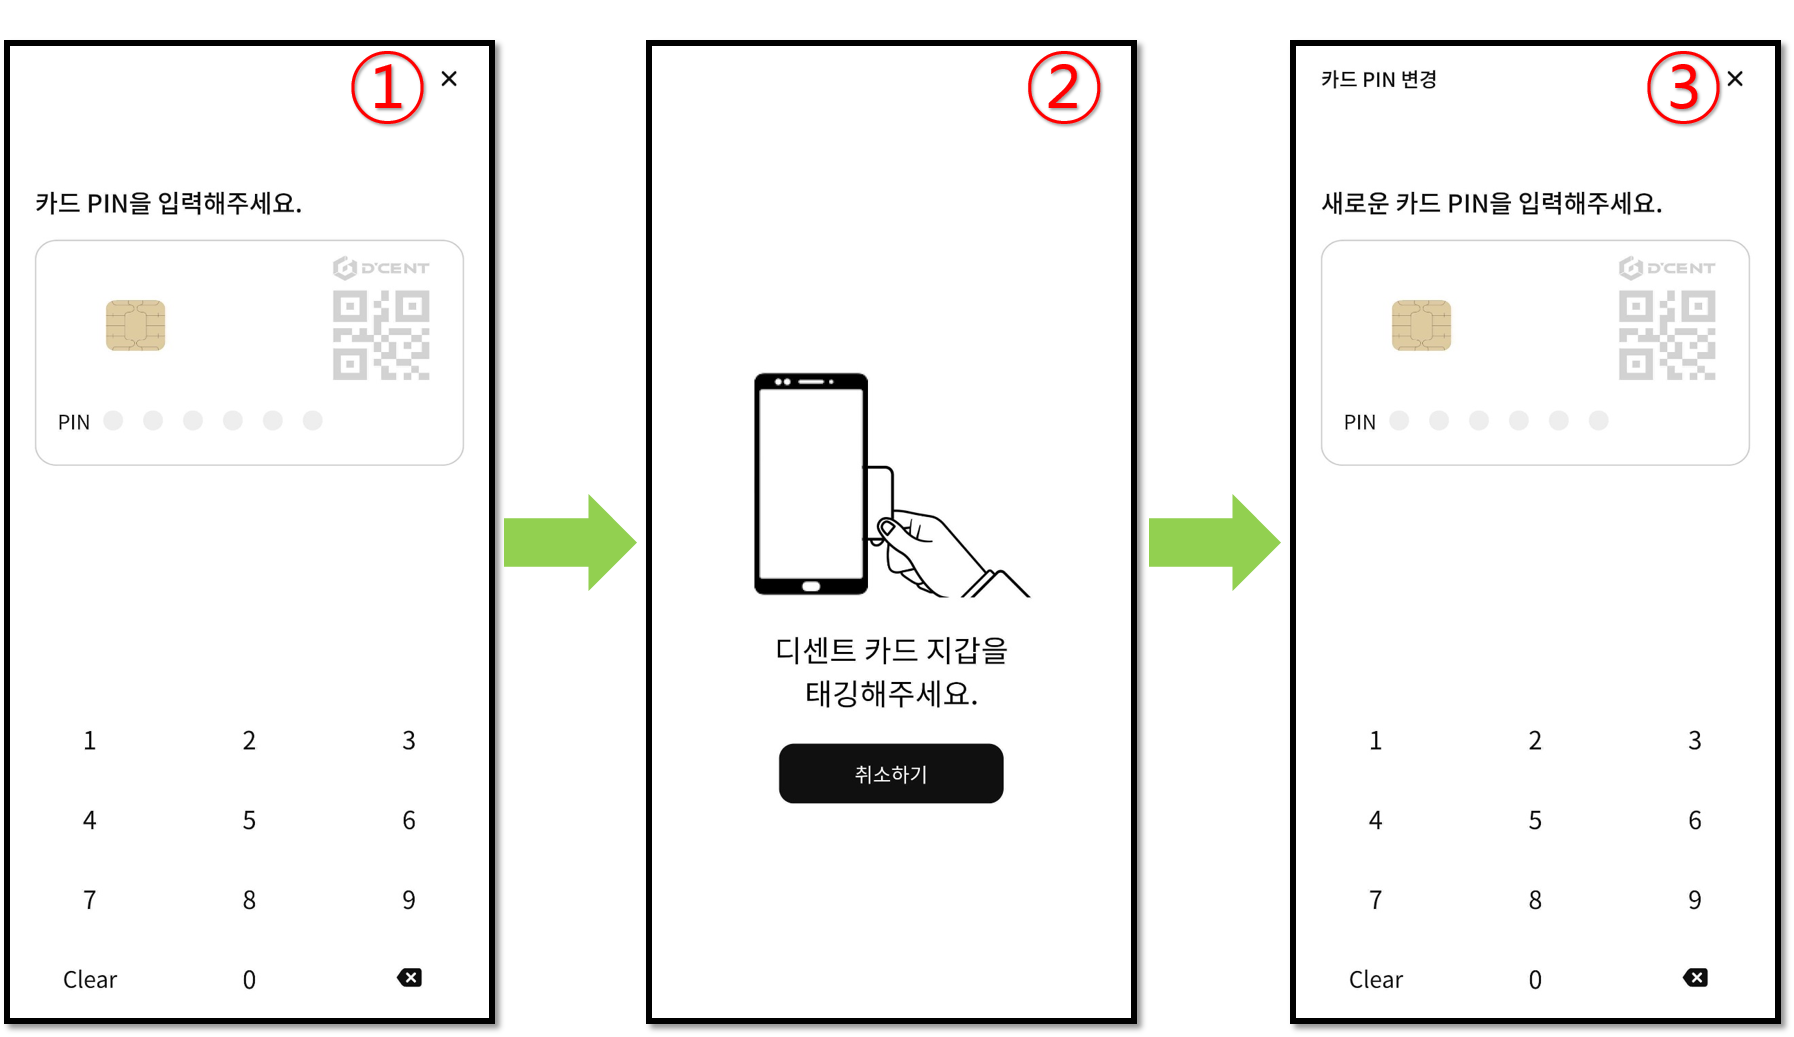 ①
카드 PIN을 입력해주세요.
D'CENT
PIN
1 2 3
4 5 6
7 8 9
Clear 0
②
디센트 카드 지갑을
태깅해주세요.
취소하기
카드 PIN 변경
③
새로운 카드 PIN을 입력해주세요.
D'CENT
PIN
1 2 3
4 5 6
7 8 9
Clear 0